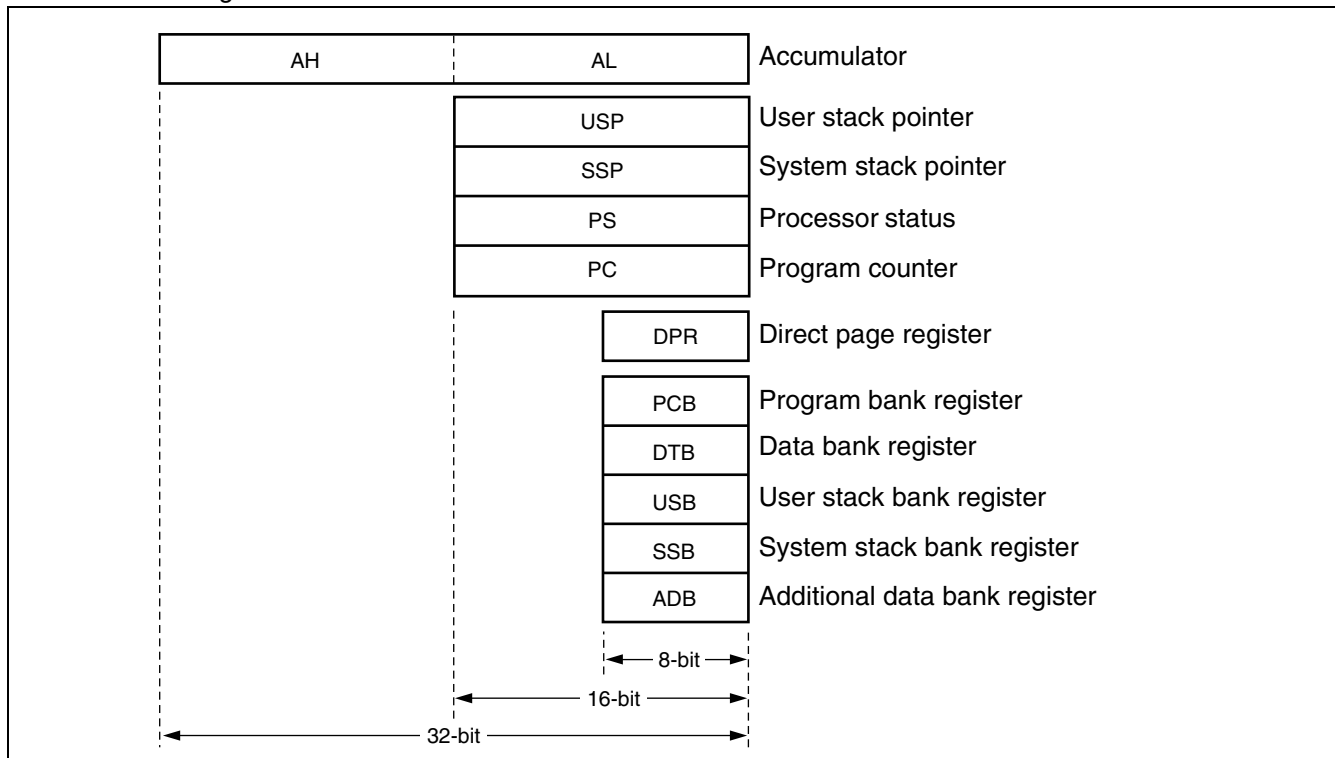 AH AL Accumulator
USP User stack pointer
SSP System stack pointer
PS Processor status
PC Program counter
DPR Direct page register
PCB Program bank register
DTB Data bank register
USB User stack bank register
SSB System stack bank register
ADB Additional data bank register
8-bit
16-bit
32-bit